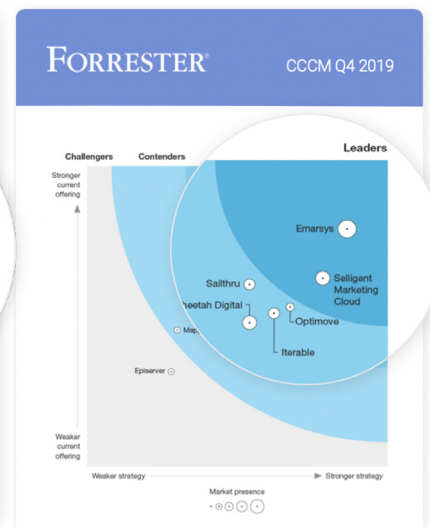 FORRESTER®
CCCM Q4 2019
Leaders
Challengers Contenders
Stronger
current
offering
Emarsys
Sailthru
Selligent
Marketing
Cloud
heetah Digital
Optimove
Map
Iterable
Episerver
Weaker
current
offering
Weaker strategy
Stronger strategy
Market presence